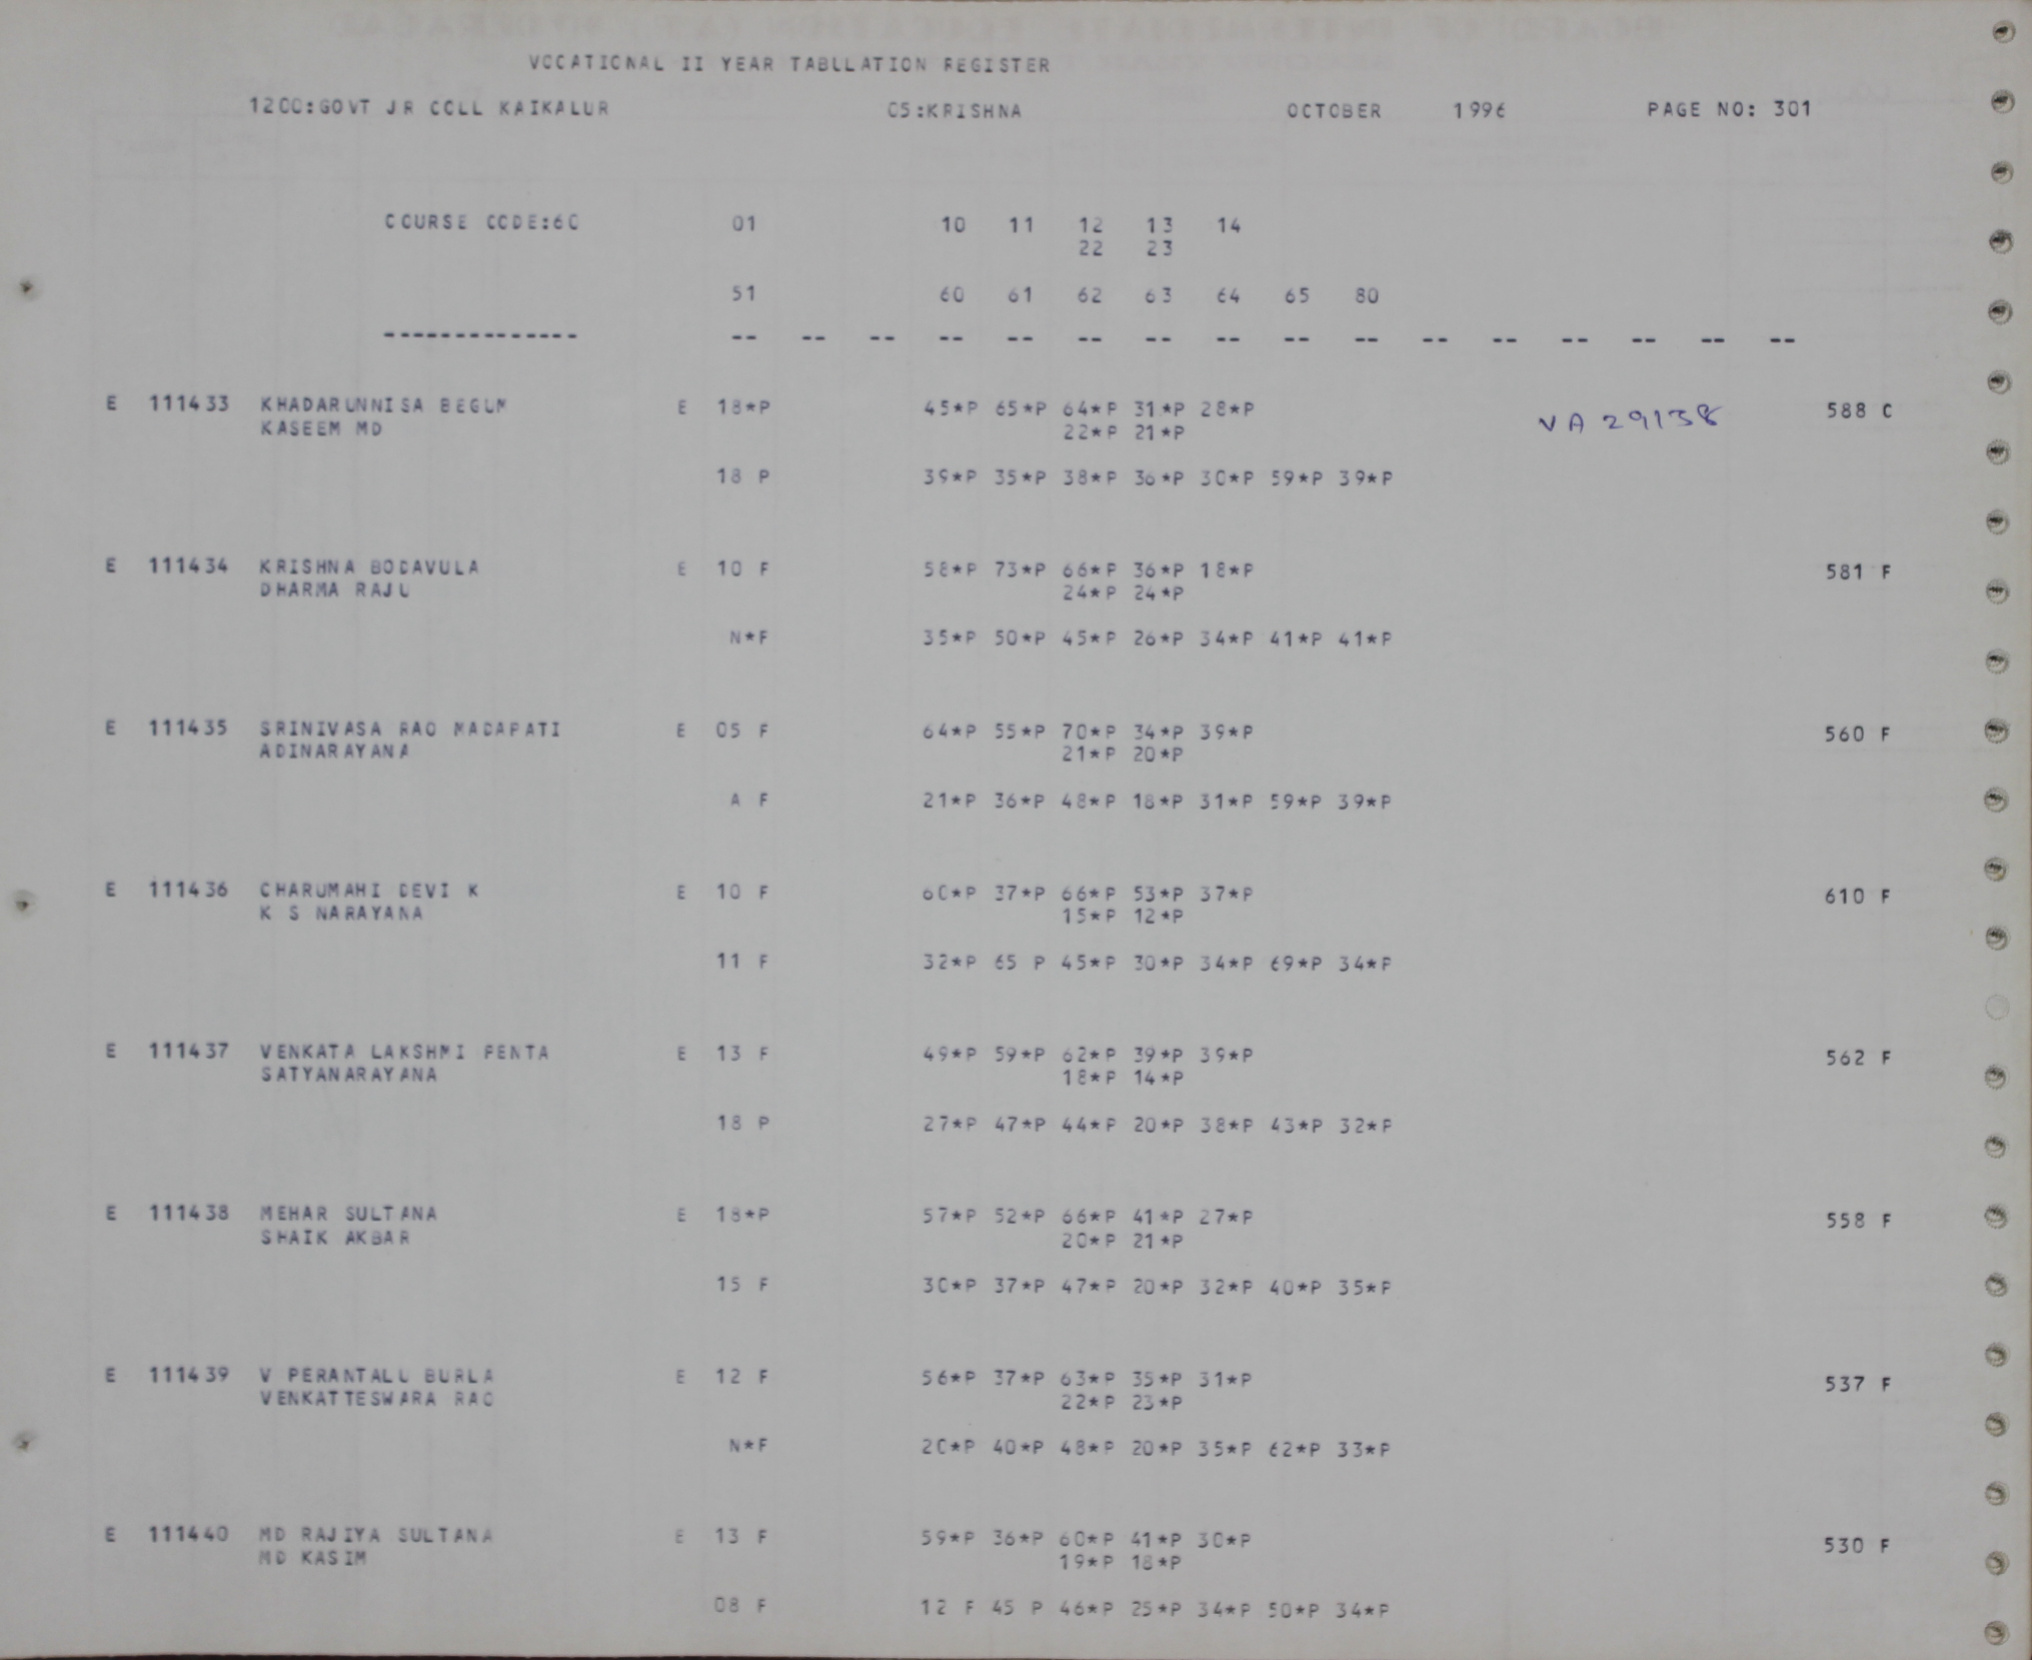 VOCATIONAL II YEAR TABLLATION REGISTER
1200:GOVT JR COLL KAIKALUR 05:KRISHNA OCTOBER 1996 PAGE NO: 301
COURSE CODE:60 01 10 11 12 13 14
22 23
51 60 61 62 63 64 65 80
-------------- -- -- -- -- -- -- -- -- -- -- -- -- -- -- -- --
E 111433 KHADARUNNISA BEGUM E 18*P 45*P 65*P 64*P 31*P 28*P VA 29138 588 C
KASEEM MD 22*P 21*P
18 P 39*P 35*P 38*P 36*P 30*P 59*P 39*P
E 111434 KRISHNA BODAVULA E 10 F 58*P 73*P 66*P 36*P 18*P 581 F
DHARMA RAJU 24*P 24*P
N*F 35*P 50*P 45*P 26*P 34*P 41*P 41*P
E 111435 SRINIVASA RAO MADAPATI E 05 F 64*P 55*P 70*P 34*P 39*P 560 F
ADINARAYANA 21*P 20*P
A F 21*P 36*P 48*P 18*P 31*P 59*P 39*P
E 111436 CHARUMAHI DEVI K E 10 F 60*P 37*P 66*P 53*P 37*P 610 F
K S NARAYANA 15*P 12*P
11 F 32*P 65 P 45*P 30*P 34*P 69*P 34*P
E 111437 VENKATA LAKSHMI PENTA E 13 F 49*P 59*P 62*P 39*P 39*P 562 F
SATYANARAYANA 18*P 14*P
18 P 27*P 47*P 44*P 20*P 38*P 43*P 32*P
E 111438 MEHAR SULTANA E 18*P 57*P 52*P 66*P 41*P 27*P 558 F
SHAIK AKBAR 20*P 21*P
15 F 30*P 37*P 47*P 20*P 32*P 40*P 35*P
E 111439 V PERANTALU BURLA E 12 F 56*P 37*P 63*P 35*P 31*P 537 F
VENKATTESWARA RAO 22*P 23*P
N*F 20*P 40*P 48*P 20*P 35*P 62*P 33*P
E 111440 MD RAJIYA SULTANA E 13 F 59*P 36*P 60*P 41*P 30*P 530 F
MD KASIM 19*P 18*P
08 F 12 F 45 P 46*P 25*P 34*P 50*P 34*P